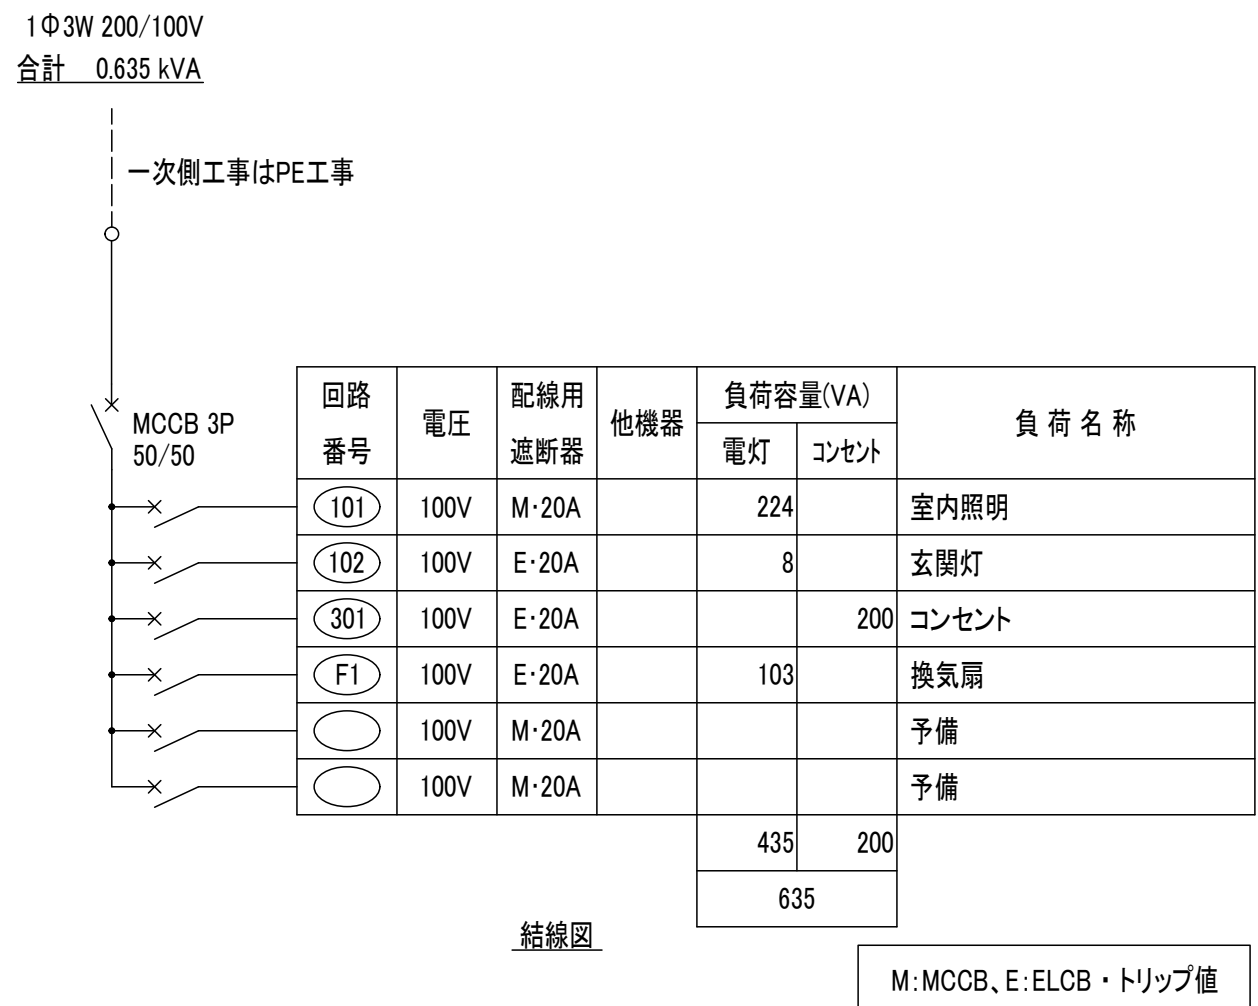 1Φ3W 200/100V
合計 0.635 kVA
一次側工事はPE工事
MCCB 3P
50/50
回路番号 電圧 配線用遮断器 他機器 負荷容量(VA) 負荷名称
電灯 コンセント
101 100V M・20A 224 室内照明
102 100V E・20A 8 玄関灯
301 100V E・20A 200 コンセント
F1 100V E・20A 103 換気扇
100V M・20A 予備
100V M・20A 予備
435 200
635
結線図
M:MCCB、E:ELCB・トリップ値